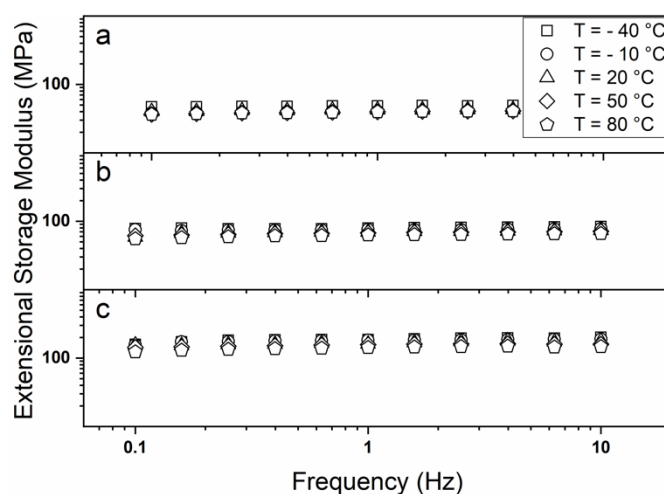 Extensional Storage Modulus (MPa)
a
100
T = - 40 °C
T = - 10 °C
T = 20 °C
T = 50 °C
T = 80 °C
b
100
c
100
0.1
1
10
Frequency (Hz)